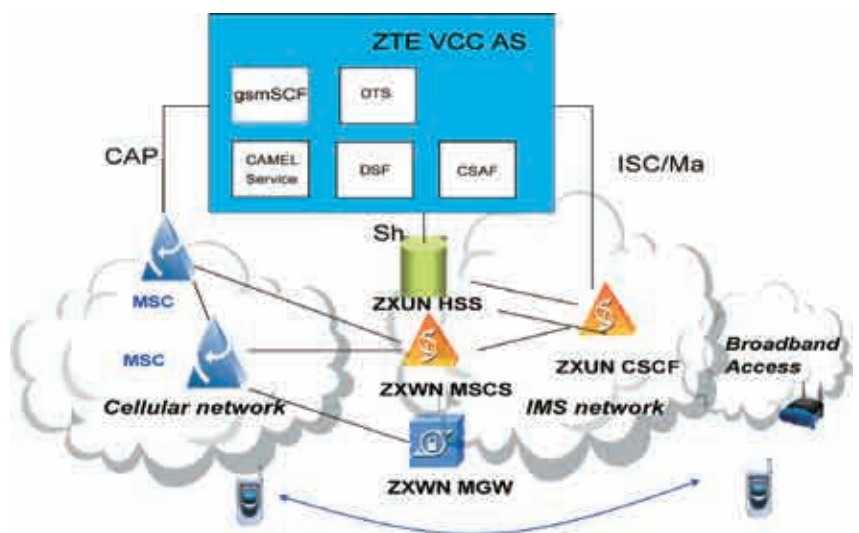 ZTE VCC AS
gsmSCF
DTS
CAP
CAMEL
Service
DSF
CSAF
ISC/Ma
Sh
ZXUN HSS
MSC
MSC
Broadband
Access
ZXUN CSCF
ZXWN MSCS
Cellular network
IMS network
ZXWN MGW